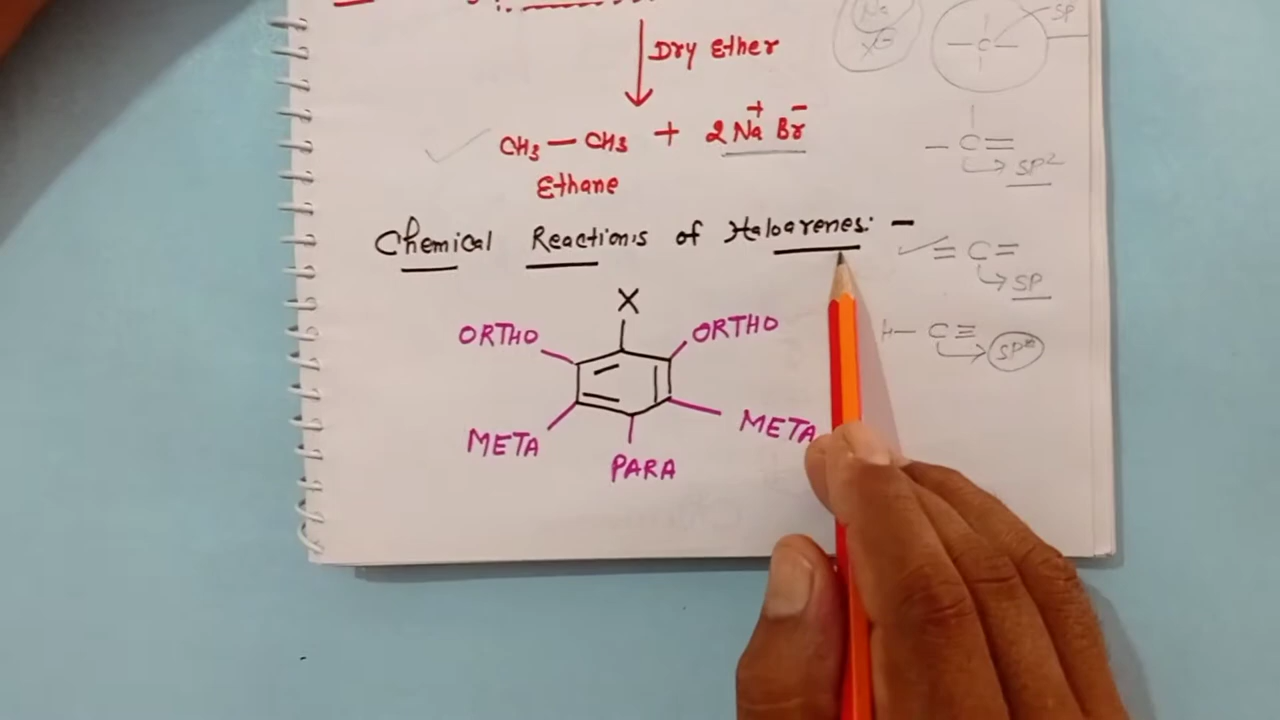 Dry Ether
CH3 — CH3 + 2 Na+ Br-
Ethane
Chemical Reactions of Haloarenes: -
X
ORTHO
ORTHO
META
META
PARA
Na
SP
— C —
— C =
SP2
= C =
SP
H — C ≡